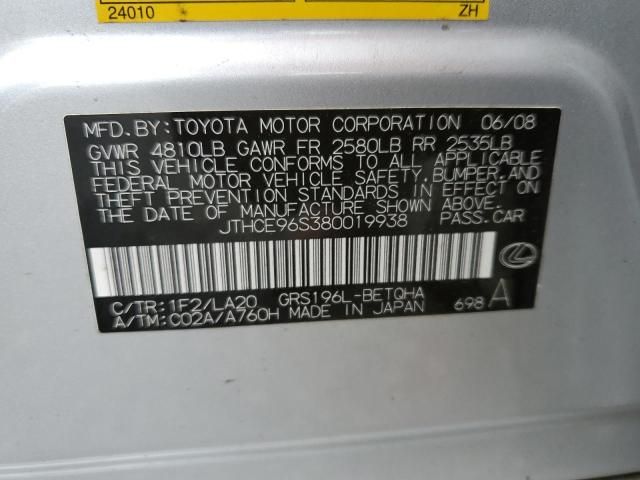 24010 ZH
MFD. BY: TOYOTA MOTOR CORPORATION 06/08
GVWR 4810LB GAWR FR 2580LB RR 2535LB
THIS VEHICLE CONFORMS TO ALL APPLICABLE
FEDERAL MOTOR VEHICLE SAFETY, BUMPER, AND
THEFT PREVENTION STANDARDS IN EFFECT ON
THE DATE OF MANUFACTURE SHOWN ABOVE.
JTHCE96S380019938 PASS. CAR
C/TR: 1F2/LA20 GRS196L-BETQHA
A/TM: C02A/A760H MADE IN JAPAN 698 A